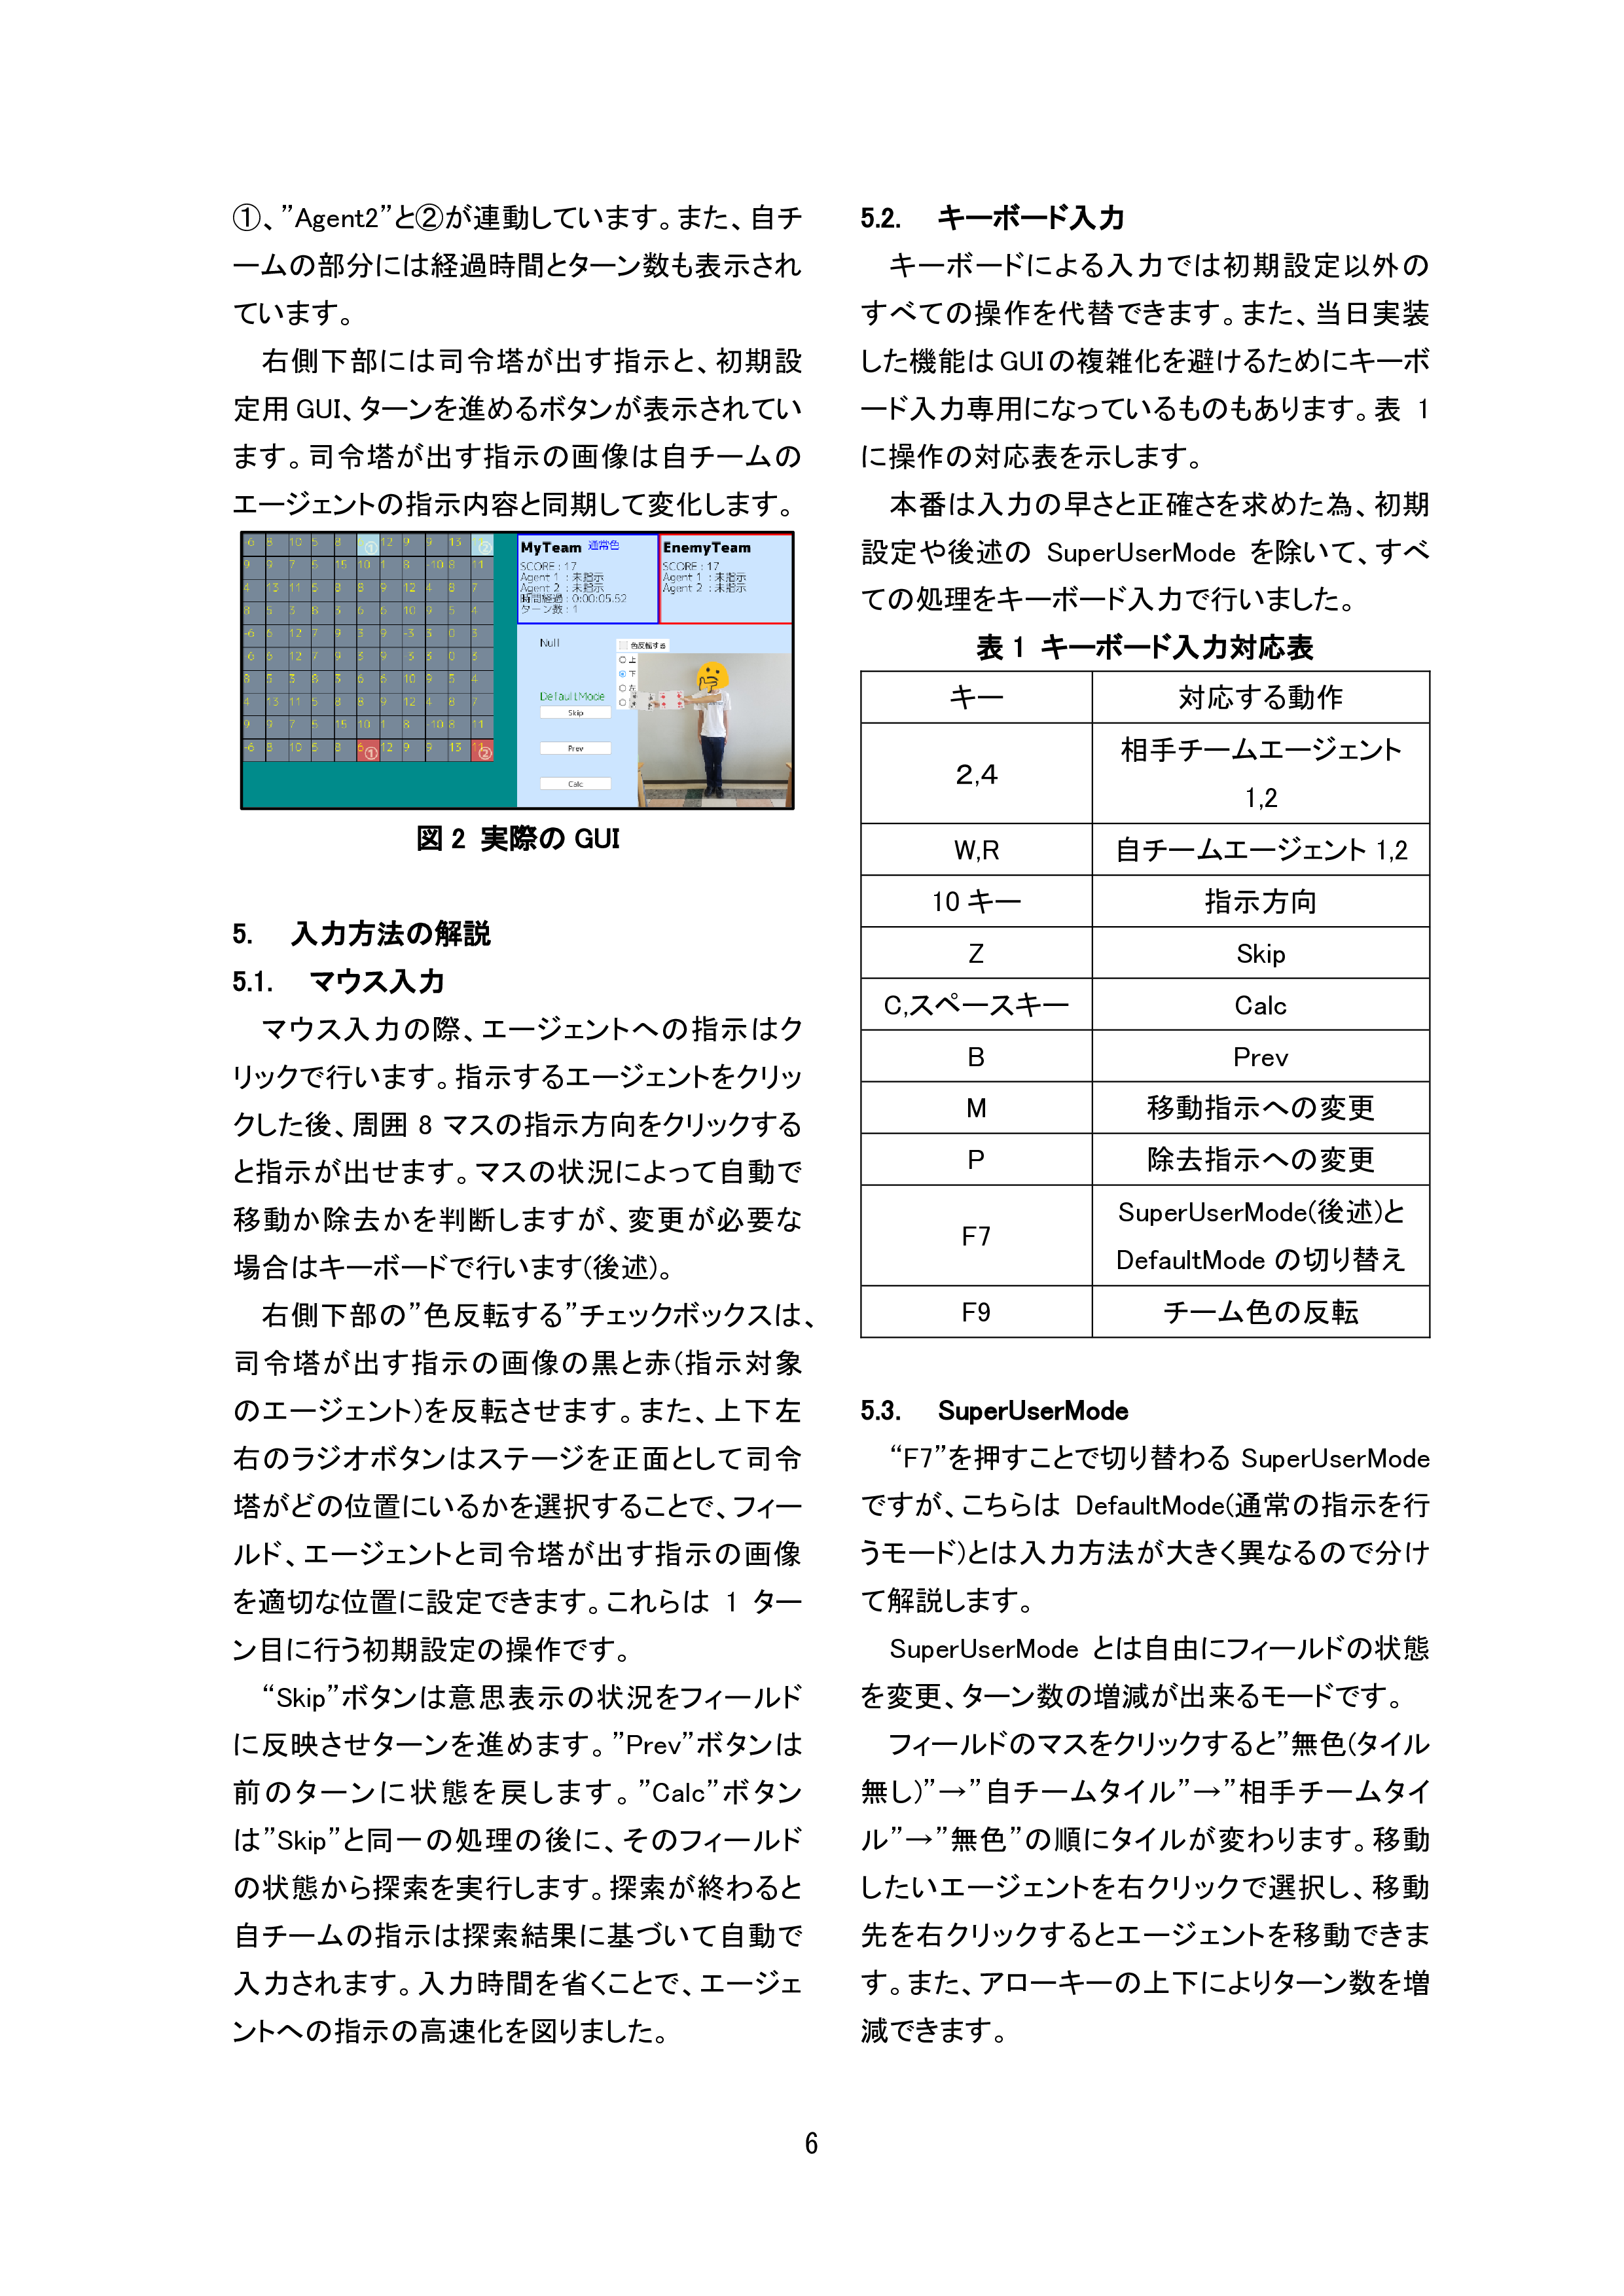 ①、”Agent2”と②が連動しています。また、自チ
ームの部分には経過時間とターン数も表示され
ています。
右側下部には司令塔が出す指示と、初期設
定用 GUI、ターンを進めるボタンが表示されてい
ます。司令塔が出す指示の画像は自チームの
エージェントの指示内容と同期して変化します。
MyTeam 通常色
SCORE : 17
Agent 1 : 未指示
Agent 2 : 未指示
時間経過 : 0:00:05.52
ターン数 : 1
EnemyTeam
SCORE : 17
Agent 1 : 未指示
Agent 2 : 未指示
Null
色反転する
上
下
左
DefaultMode
Skip
Prev
Calc
図 2 実際の GUI
5. 入力方法の解説
5.1. マウス入力
マウス入力の際、エージェントへの指示はク
リックで行います。指示するエージェントをクリッ
クした後、周囲 8 マスの指示方向をクリックする
と指示が出せます。マスの状況によって自動で
移動か除去かを判断しますが、変更が必要な
場合はキーボードで行います(後述)。
右側下部の”色反転する”チェックボックスは、
司令塔が出す指示の画像の黒と赤(指示対象
のエージェント)を反転させます。また、上下左
右のラジオボタンはステージを正面として司令
塔がどの位置にいるかを選択することで、フィー
ルド、エージェントと司令塔が出す指示の画像
を適切な位置に設定できます。これらは 1 ター
ン目に行う初期設定の操作です。
“Skip”ボタンは意思表示の状況をフィールド
に反映させターンを進めます。”Prev”ボタンは
前のターンに状態を戻します。”Calc”ボタン
は”Skip”と同一の処理の後に、そのフィールド
の状態から探索を実行します。探索が終わると
自チームの指示は探索結果に基づいて自動で
入力されます。入力時間を省くことで、エージェ
ントへの指示の高速化を図りました。
5.2. キーボード入力
キーボードによる入力では初期設定以外の
すべての操作を代替できます。また、当日実装
した機能は GUI の複雑化を避けるためにキーボ
ード入力専用になっているものもあります。表 1
に操作の対応表を示します。
本番は入力の早さと正確さを求めた為、初期
設定や後述の SuperUserMode を除いて、すべ
ての処理をキーボード入力で行いました。
表 1 キーボード入力対応表
キー 対応する動作
2,4 相手チームエージェント
1,2
W,R 自チームエージェント 1,2
10 キー 指示方向
Z Skip
C,スペースキー Calc
B Prev
M 移動指示への変更
P 除去指示への変更
F7 SuperUserMode(後述)と
DefaultMode の切り替え
F9 チーム色の反転
5.3. SuperUserMode
“F7”を押すことで切り替わる SuperUserMode
ですが、こちらは DefaultMode(通常の指示を行
うモード)とは入力方法が大きく異なるので分け
て解説します。
SuperUserMode とは自由にフィールドの状態
を変更、ターン数の増減が出来るモードです。
フィールドのマスをクリックすると”無色(タイル
無し)”→”自チームタイル”→”相手チームタイ
ル”→”無色”の順にタイルが変わります。移動
したいエージェントを右クリックで選択し、移動
先を右クリックするとエージェントを移動できま
す。また、アローキーの上下によりターン数を増
減できます。
6